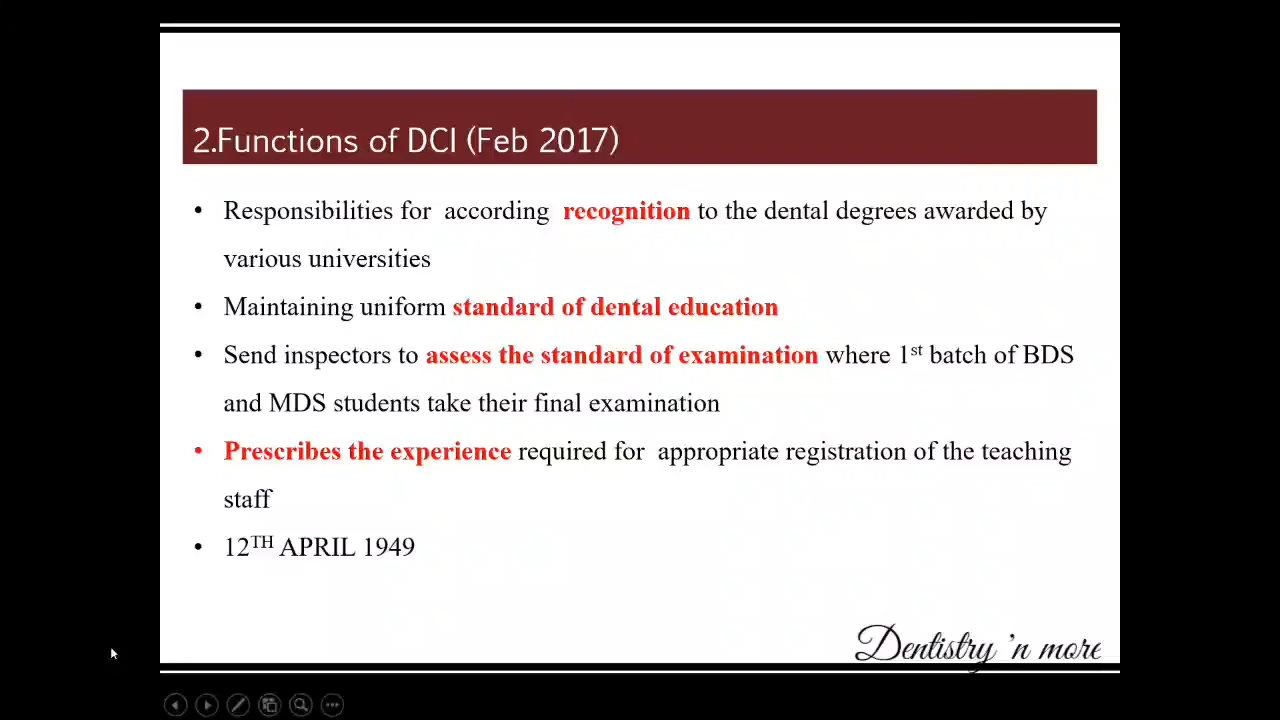 2.Functions of DCI (Feb 2017)
• Responsibilities for according recognition to the dental degrees awarded by
various universities
• Maintaining uniform standard of dental education
• Send inspectors to assess the standard of examination where 1st batch of BDS
and MDS students take their final examination
• Prescribes the experience required for appropriate registration of the teaching
staff
• 12TH APRIL 1949
Dentistry 'n more